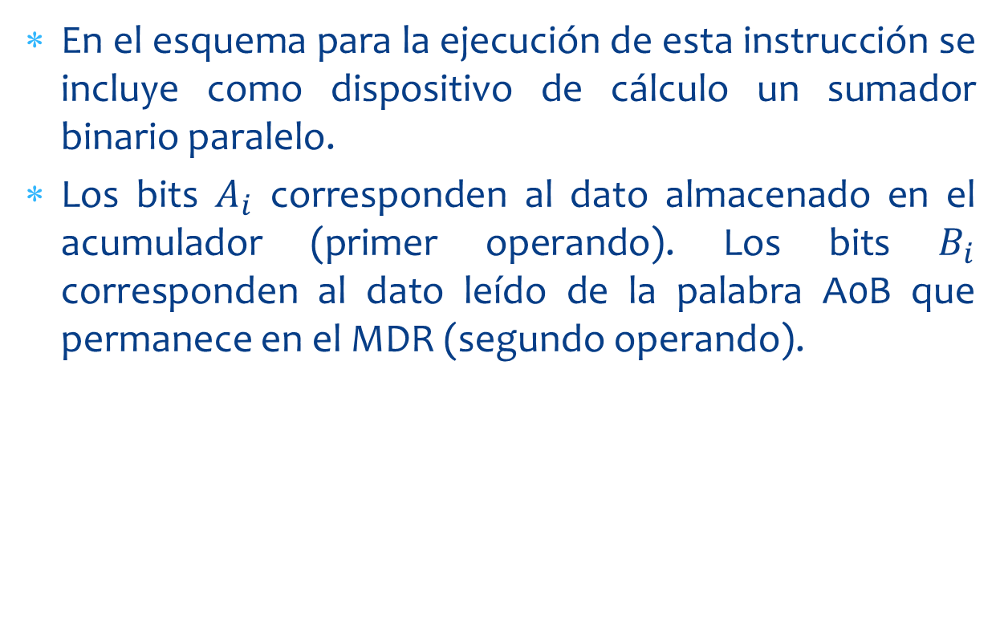 * En el esquema para la ejecución de esta instrucción se
incluye como dispositivo de cálculo un sumador
binario paralelo.
* Los bits A_i corresponden al dato almacenado en el
acumulador (primer operando). Los bits B_i
corresponden al dato leído de la palabra A0B que
permanece en el MDR (segundo operando).